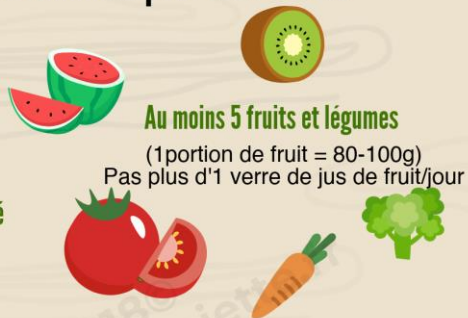 Au moins 5 fruits et légumes
(1portion de fruit = 80-100g)
Pas plus d'1 verre de jus de fruit/jour